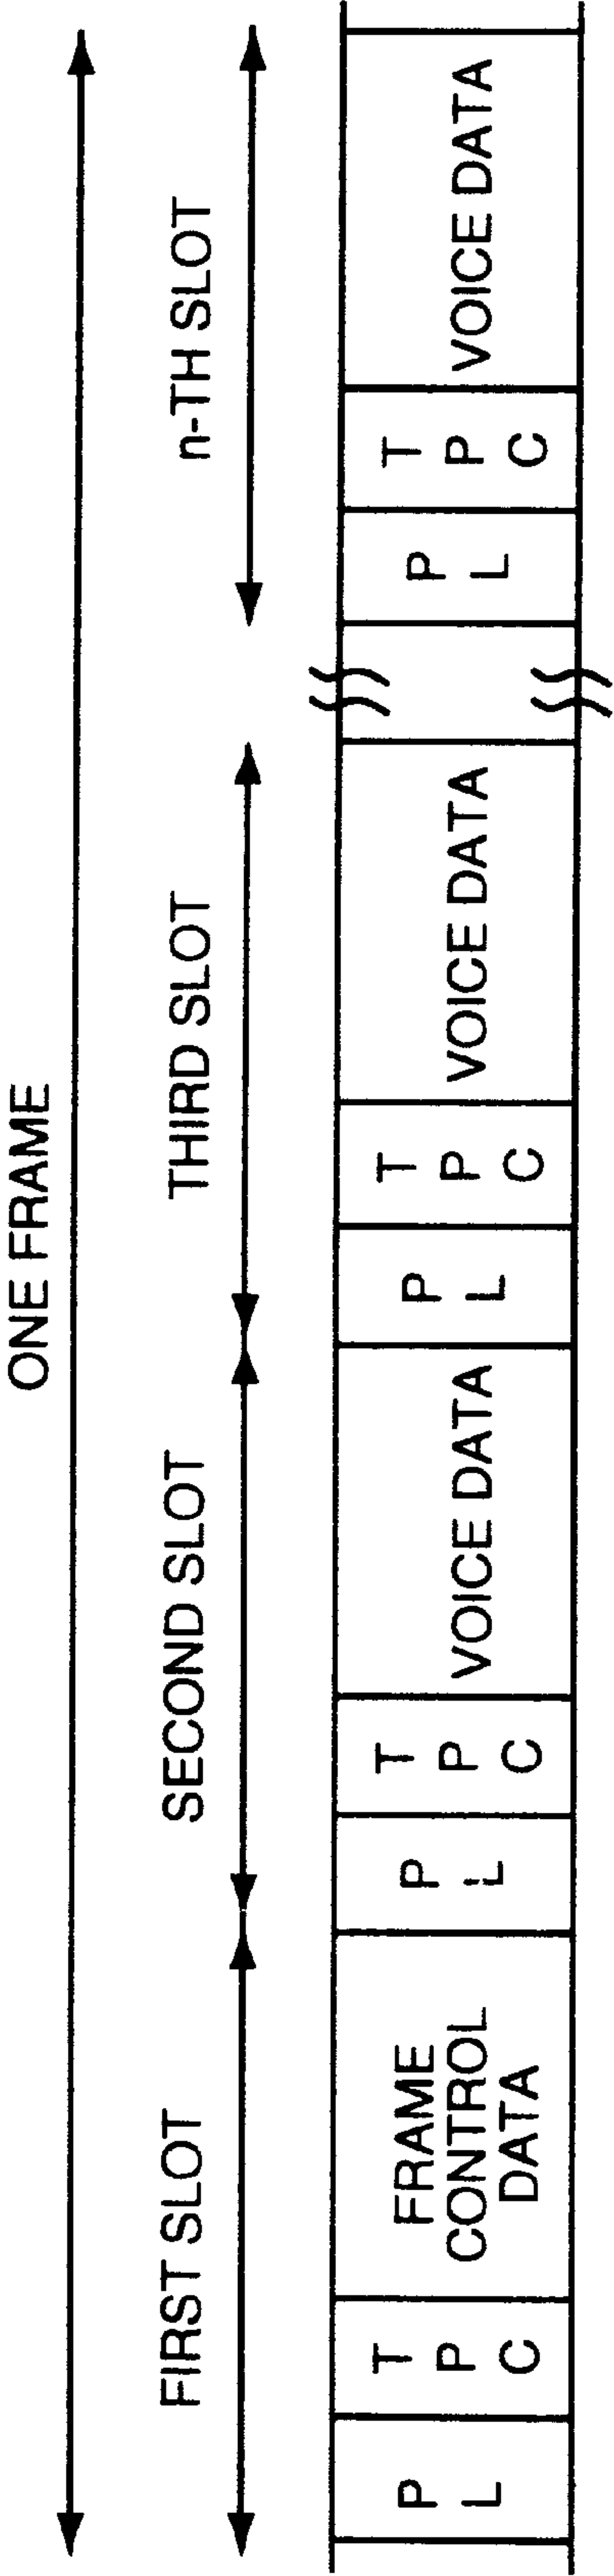 ONE FRAME
FIRST SLOT
SECOND SLOT
THIRD SLOT
n-TH SLOT
P
L
T
P
C
FRAME
CONTROL
DATA
P
L
T
P
C
VOICE DATA
P
L
T
P
C
VOICE DATA
P
L
T
P
C
VOICE DATA